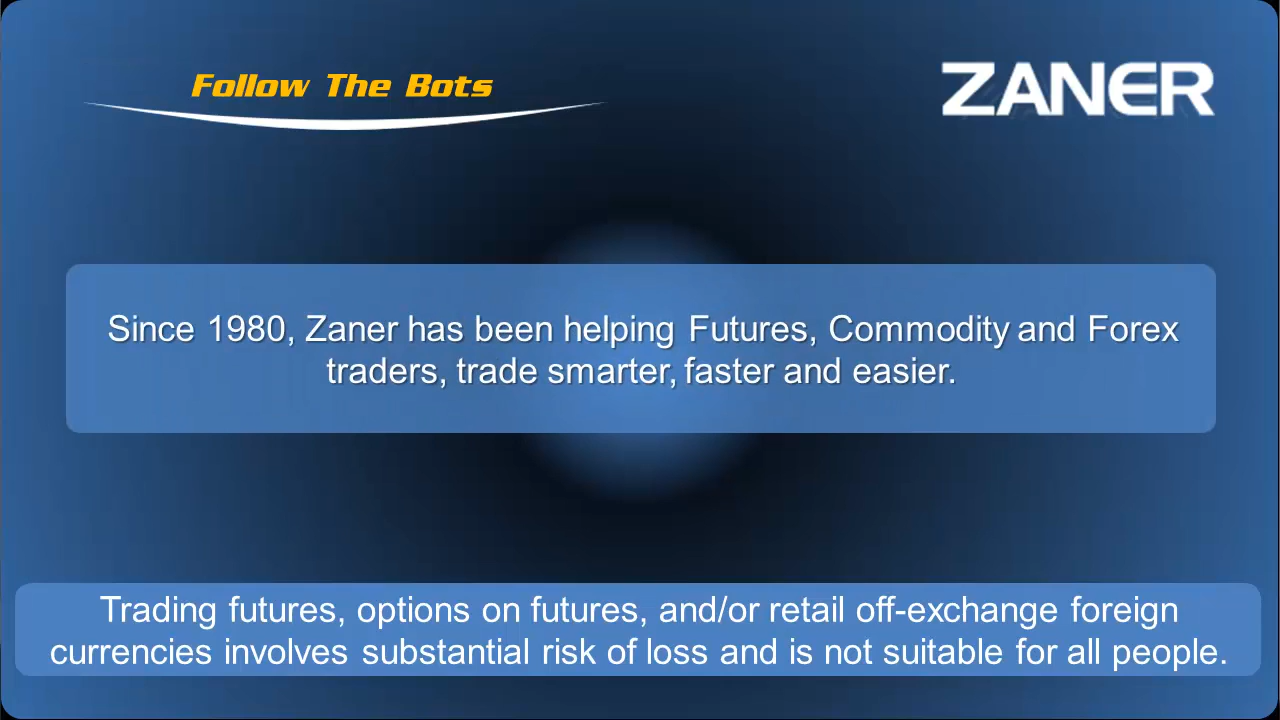 Follow The Bots
ZANER
Since 1980, Zaner has been helping Futures, Commodity and Forex
traders, trade smarter, faster and easier.
Trading futures, options on futures, and/or retail off-exchange foreign
currencies involves substantial risk of loss and is not suitable for all people.